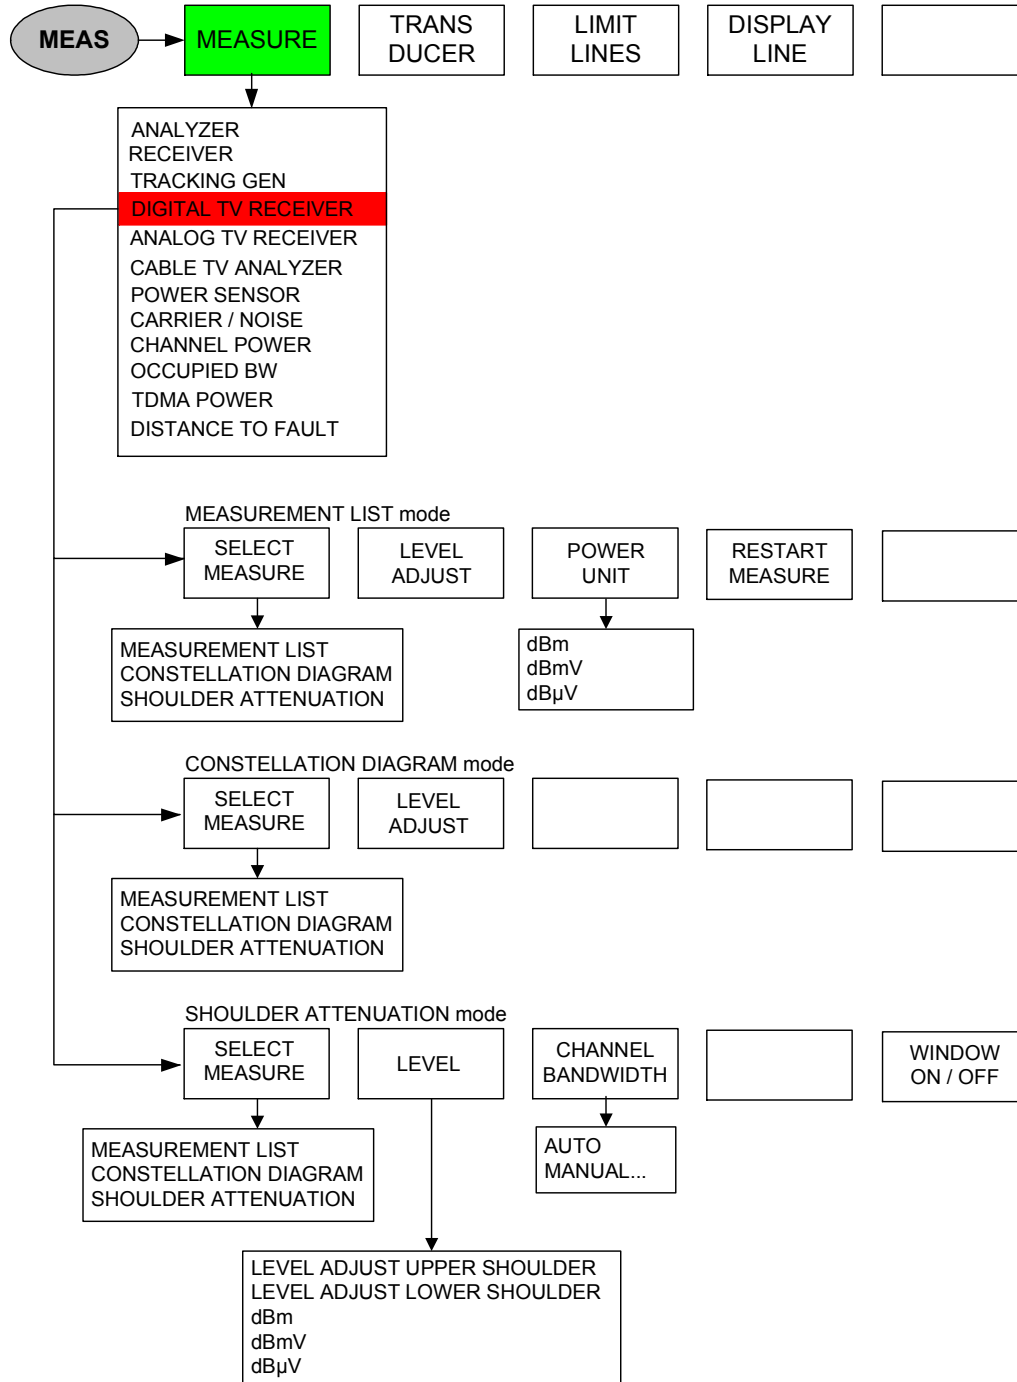 MEAS
MEASURE
TRANS
DUCER
LIMIT
LINES
DISPLAY
LINE
ANALYZER
RECEIVER
TRACKING GEN
DIGITAL TV RECEIVER
ANALOG TV RECEIVER
CABLE TV ANALYZER
POWER SENSOR
CARRIER / NOISE
CHANNEL POWER
OCCUPIED BW
TDMA POWER
DISTANCE TO FAULT
MEASUREMENT LIST mode
SELECT
MEASURE
LEVEL
ADJUST
POWER
UNIT
RESTART
MEASURE
MEASUREMENT LIST
CONSTELLATION DIAGRAM
SHOULDER ATTENUATION
dBm
dBmV
dBµV
CONSTELLATION DIAGRAM mode
SELECT
MEASURE
LEVEL
ADJUST
MEASUREMENT LIST
CONSTELLATION DIAGRAM
SHOULDER ATTENUATION
SHOULDER ATTENUATION mode
SELECT
MEASURE
LEVEL
CHANNEL
BANDWIDTH
WINDOW
ON / OFF
MEASUREMENT LIST
CONSTELLATION DIAGRAM
SHOULDER ATTENUATION
AUTO
MANUAL...
LEVEL ADJUST UPPER SHOULDER
LEVEL ADJUST LOWER SHOULDER
dBm
dBmV
dBµV